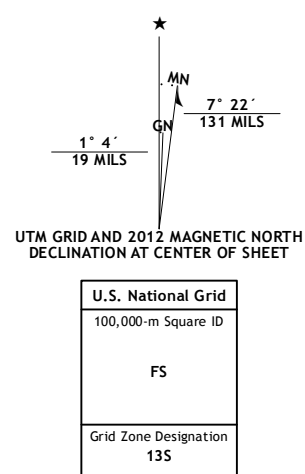 MN
GN
7° 22´
131 MILS
1° 4´
19 MILS
UTM GRID AND 2012 MAGNETIC NORTH
DECLINATION AT CENTER OF SHEET
U.S. National Grid
100,000-m Square ID
FS
Grid Zone Designation
13S